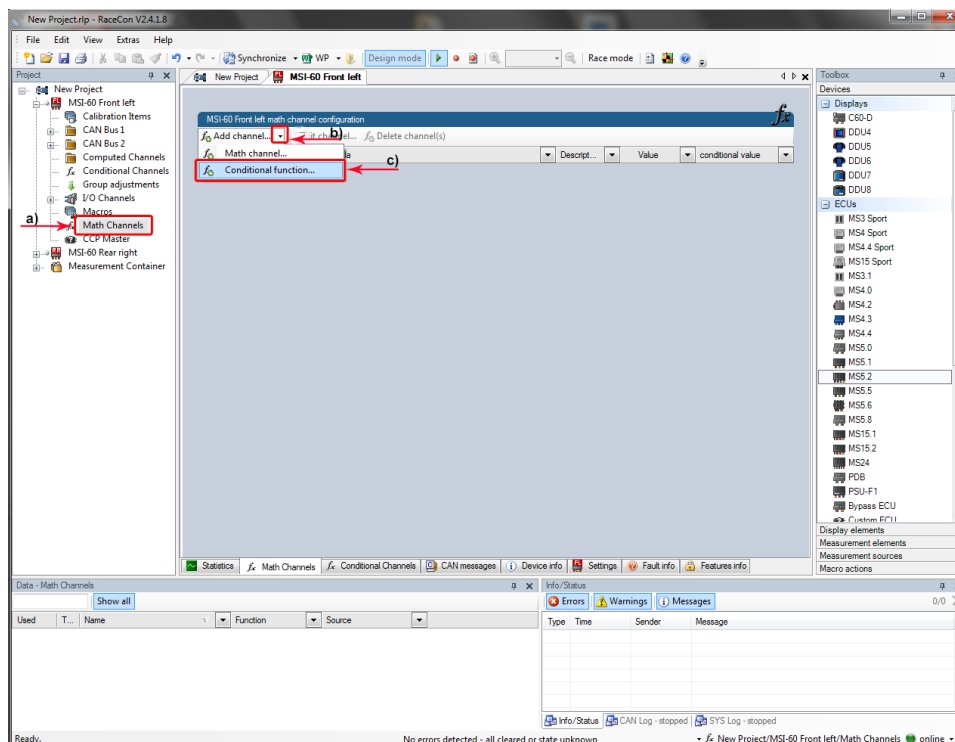 New Project.rlp - RaceCon V2.4.1.8
File Edit View Extras Help
Synchronize WP Design mode Race mode
Project
New Project
MSI-60 Front left
Calibration Items
CAN Bus 1
CAN Bus 2
Computed Channels
Conditional Channels
Group adjustments
I/O Channels
Macros
a)
Math Channels
CCP Master
MSI-60 Rear right
Measurement Container
New Project MSI-60 Front left
MSI-60 Front left math channel configuration
fx
Add channel... b) channel... Delete channel(s)
Math channel...
Descript... Value conditional value
Conditional function...
c)
Statistics Math Channels Conditional Channels CAN messages Device info Settings Fault info Features info
Toolbox
Devices
Displays
C60-D
DDU4
DDU5
DDU6
DDU7
DDU8
ECUs
MS3 Sport
MS4 Sport
MS4.4 Sport
MS15 Sport
MS3.1
MS4.0
MS4.2
MS4.3
MS4.4
MS5.0
MS5.1
MS5.2
MS5.5
MS5.6
MS5.8
MS15.1
MS15.2
MS24
PDB
PSU-F1
Bypass ECU
Custom ECU
Display elements
Measurement elements
Measurement sources
Macro actions
Data - Math Channels
Show all
Used T... Name Function Source
Info/Status
Errors Warnings Messages 0/0
Type Time Sender Message
Info/Status CAN Log - stopped SYS Log - stopped
Ready. No errors detected - all cleared or state unknown New Project/MSI-60 Front left/Math Channels online